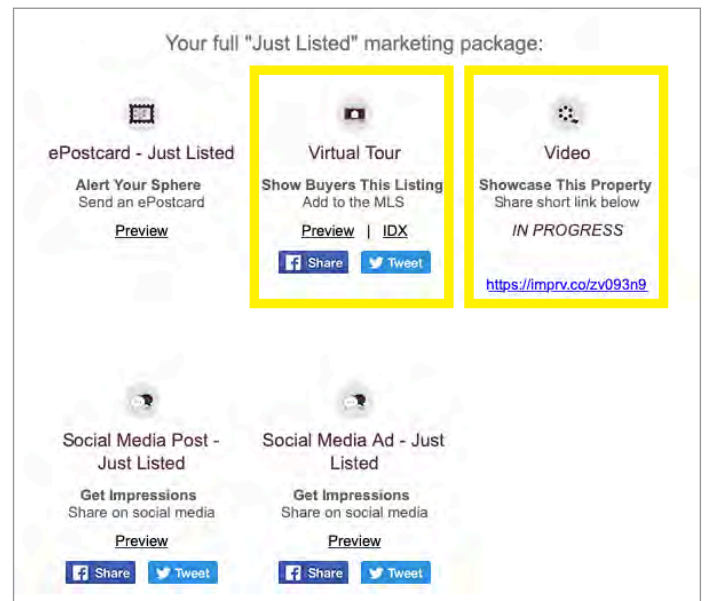 Your full "Just Listed" marketing package:
ePostcard - Just Listed
Alert Your Sphere
Send an ePostcard
Preview
Virtual Tour
Show Buyers This Listing
Add to the MLS
Preview | IDX
Share Tweet
Video
Showcase This Property
Share short link below
IN PROGRESS
https://imprv.co/zv093n9
Social Media Post -
Just Listed
Get Impressions
Share on social media
Preview
Share Tweet
Social Media Ad - Just
Listed
Get Impressions
Share on social media
Preview
Share Tweet